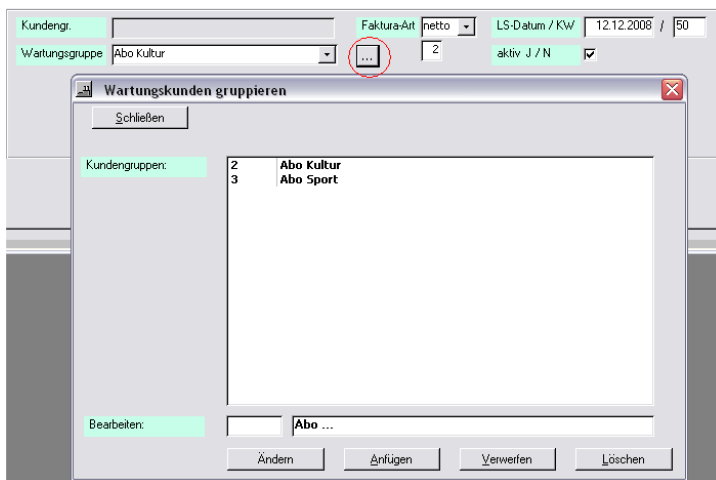 Kundengr. Faktura-Art netto LS-Datum / KW 12.12.2008 / 50
Wartungsgruppe Abo Kultur ... 2 aktiv J / N
Wartungskunden gruppieren
Schließen
Kundengruppen: 2 Abo Kultur
3 Abo Sport
Bearbeiten: Abo ...
Ändern Anfügen Verwerfen Löschen